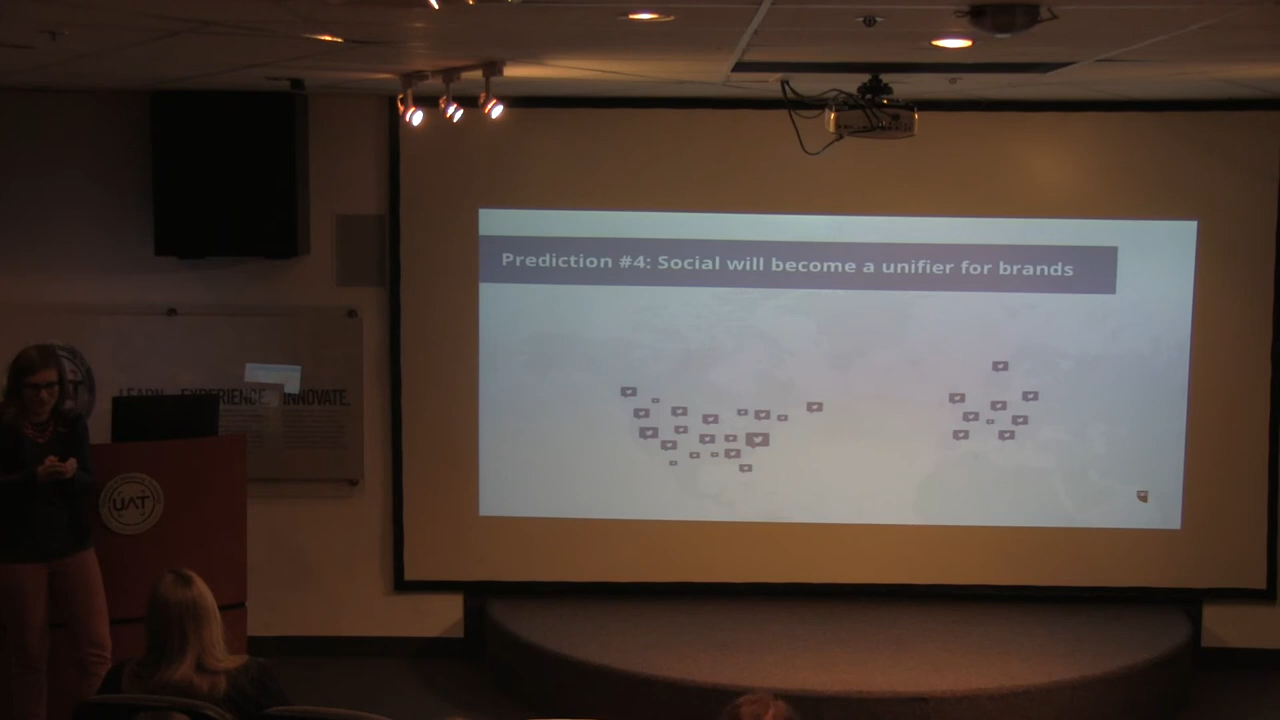 Prediction #4: Social will become a unifier for brands
LEARN. EXPERIENCE. INNOVATE.
UAT